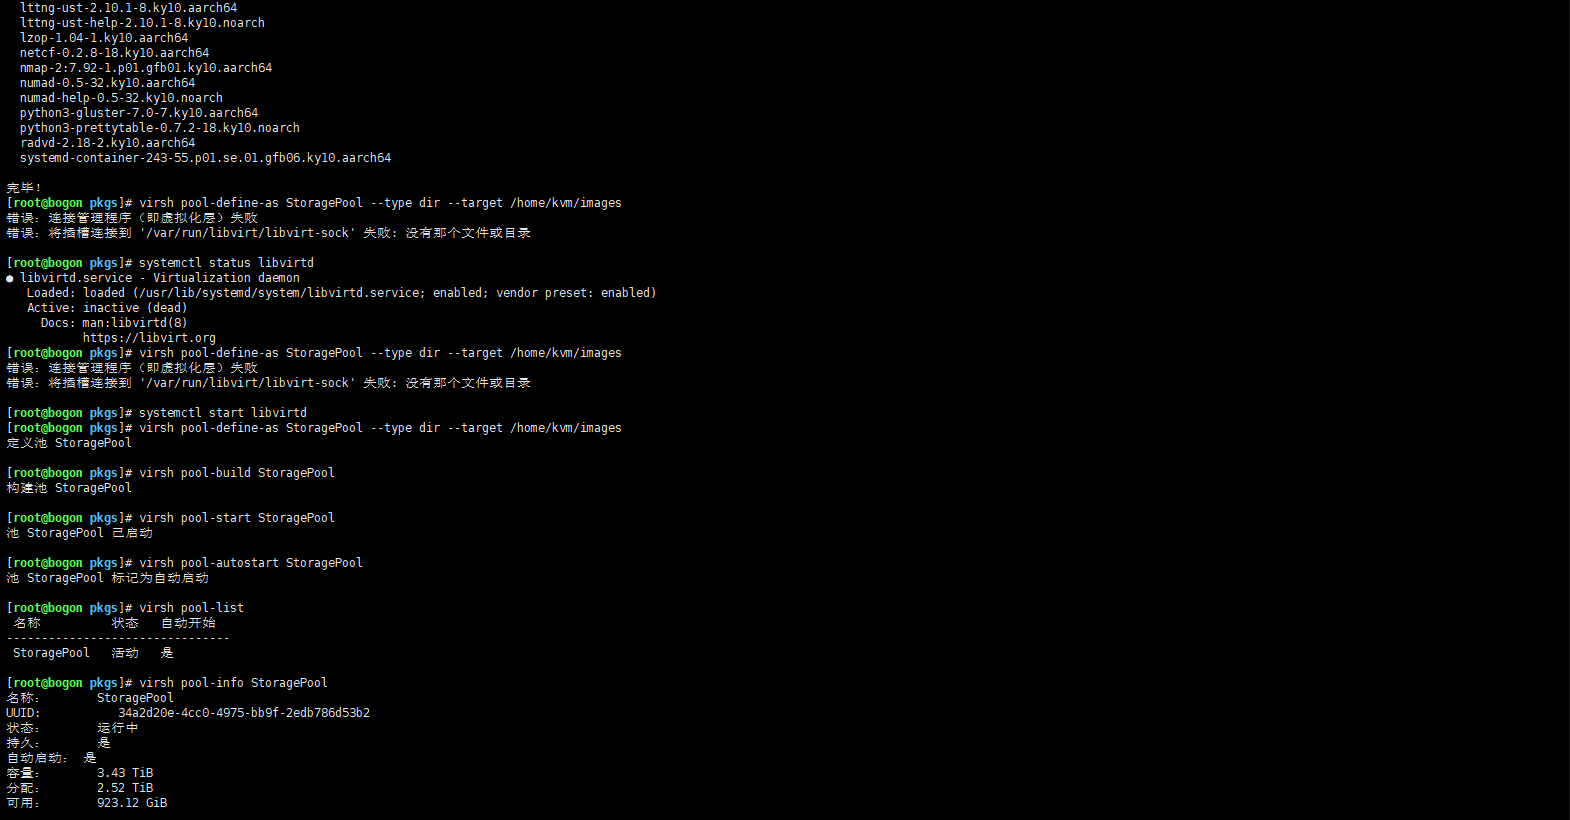 lttng-ust-2.10.1-8.ky10.aarch64
lttng-ust-help-2.10.1-8.ky10.noarch
lzop-1.04-1.ky10.aarch64
netcf-0.2.8-18.ky10.aarch64
nmap-2:7.92-1.p01.gfb01.ky10.aarch64
numad-0.5-32.ky10.aarch64
numad-help-0.5-32.ky10.noarch
python3-gluster-7.0-7.ky10.aarch64
python3-prettytable-0.7.2-18.ky10.noarch
radvd-2.18-2.ky10.aarch64
systemd-container-243-55.p01.se.01.gfb06.ky10.aarch64
完毕！
[root@bogon pkgs]# virsh pool-define-as StoragePool --type dir --target /home/kvm/images
错误：连接管理程序（即虚拟化层）失败
错误：将插槽连接到 '/var/run/libvirt/libvirt-sock' 失败: 没有那个文件或目录
[root@bogon pkgs]# systemctl status libvirtd
● libvirtd.service - Virtualization daemon
Loaded: loaded (/usr/lib/systemd/system/libvirtd.service; enabled; vendor preset: enabled)
Active: inactive (dead)
Docs: man:libvirtd(8)
https://libvirt.org
[root@bogon pkgs]# virsh pool-define-as StoragePool --type dir --target /home/kvm/images
错误：连接管理程序（即虚拟化层）失败
错误：将插槽连接到 '/var/run/libvirt/libvirt-sock' 失败: 没有那个文件或目录
[root@bogon pkgs]# systemctl start libvirtd
[root@bogon pkgs]# virsh pool-define-as StoragePool --type dir --target /home/kvm/images
定义池 StoragePool
[root@bogon pkgs]# virsh pool-build StoragePool
构建池 StoragePool
[root@bogon pkgs]# virsh pool-start StoragePool
池 StoragePool 已启动
[root@bogon pkgs]# virsh pool-autostart StoragePool
池 StoragePool 标记为自动启动
[root@bogon pkgs]# virsh pool-list
名称 状态 自动开始
--------------------------------
StoragePool 活动 是
[root@bogon pkgs]# virsh pool-info StoragePool
名称： StoragePool
UUID: 34a2d20e-4cc0-4975-bb9f-2edb786d53b2
状态： 运行中
持久： 是
自动启动： 是
容量： 3.43 TiB
分配： 2.52 TiB
可用： 923.12 GiB